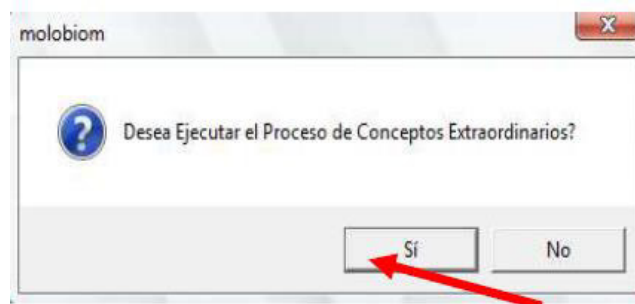 molobiom
Desea Ejecutar el Proceso de Conceptos Extraordinarios?
Sí
No